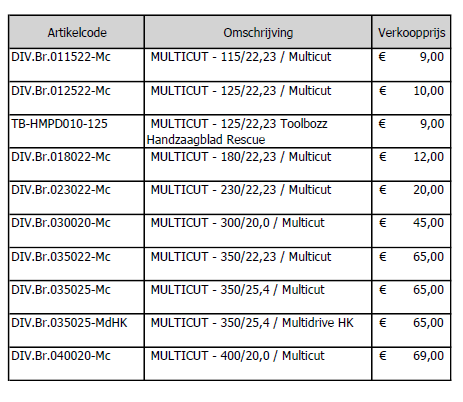 Artikelcode Omschrijving Verkoopprijs
DIV.Br.011522-Mc MULTICUT - 115/22,23 / Multicut € 9,00
DIV.Br.012522-Mc MULTICUT - 125/22,23 / Multicut € 10,00
TB-HMPD010-125 MULTICUT - 125/22,23 Toolbozz € 9,00
Handzaagblad Rescue
DIV.Br.018022-Mc MULTICUT - 180/22,23 / Multicut € 12,00
DIV.Br.023022-Mc MULTICUT - 230/22,23 / Multicut € 20,00
DIV.Br.030020-Mc MULTICUT - 300/20,0 / Multicut € 45,00
DIV.Br.035022-Mc MULTICUT - 350/22,23 / Multicut € 65,00
DIV.Br.035025-Mc MULTICUT - 350/25,4 / Multicut € 65,00
DIV.Br.035025-MdHK MULTICUT - 350/25,4 / Multidrive HK € 65,00
DIV.Br.040020-Mc MULTICUT - 400/20,0 / Multicut € 69,00